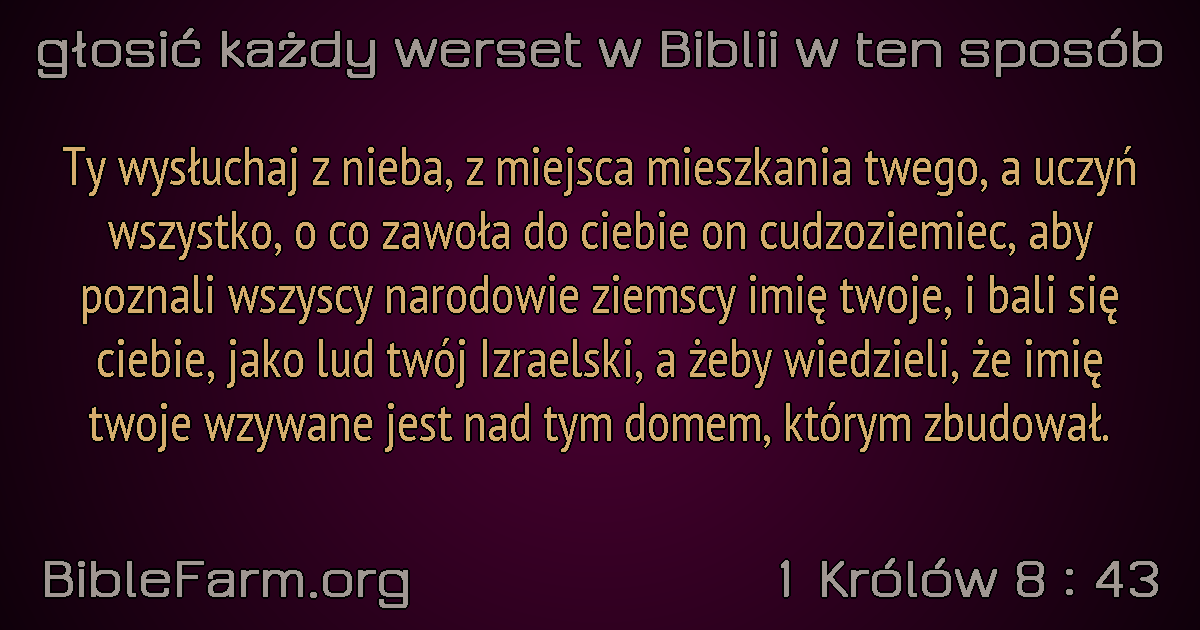 głosić każdy werset w Biblii w ten sposób
Ty wysłuchaj z nieba, z miejsca mieszkania twego, a uczyń
wszystko, o co zawoła do ciebie on cudzoziemiec, aby
poznali wszyscy narodowie ziemscy imię twoje, i bali się
ciebie, jako lud twój Izraelski, a żeby wiedzieli, że imię
twoje wzywane jest nad tym domem, którym zbudował.
BibleFarm.org
1 Królów 8 : 43